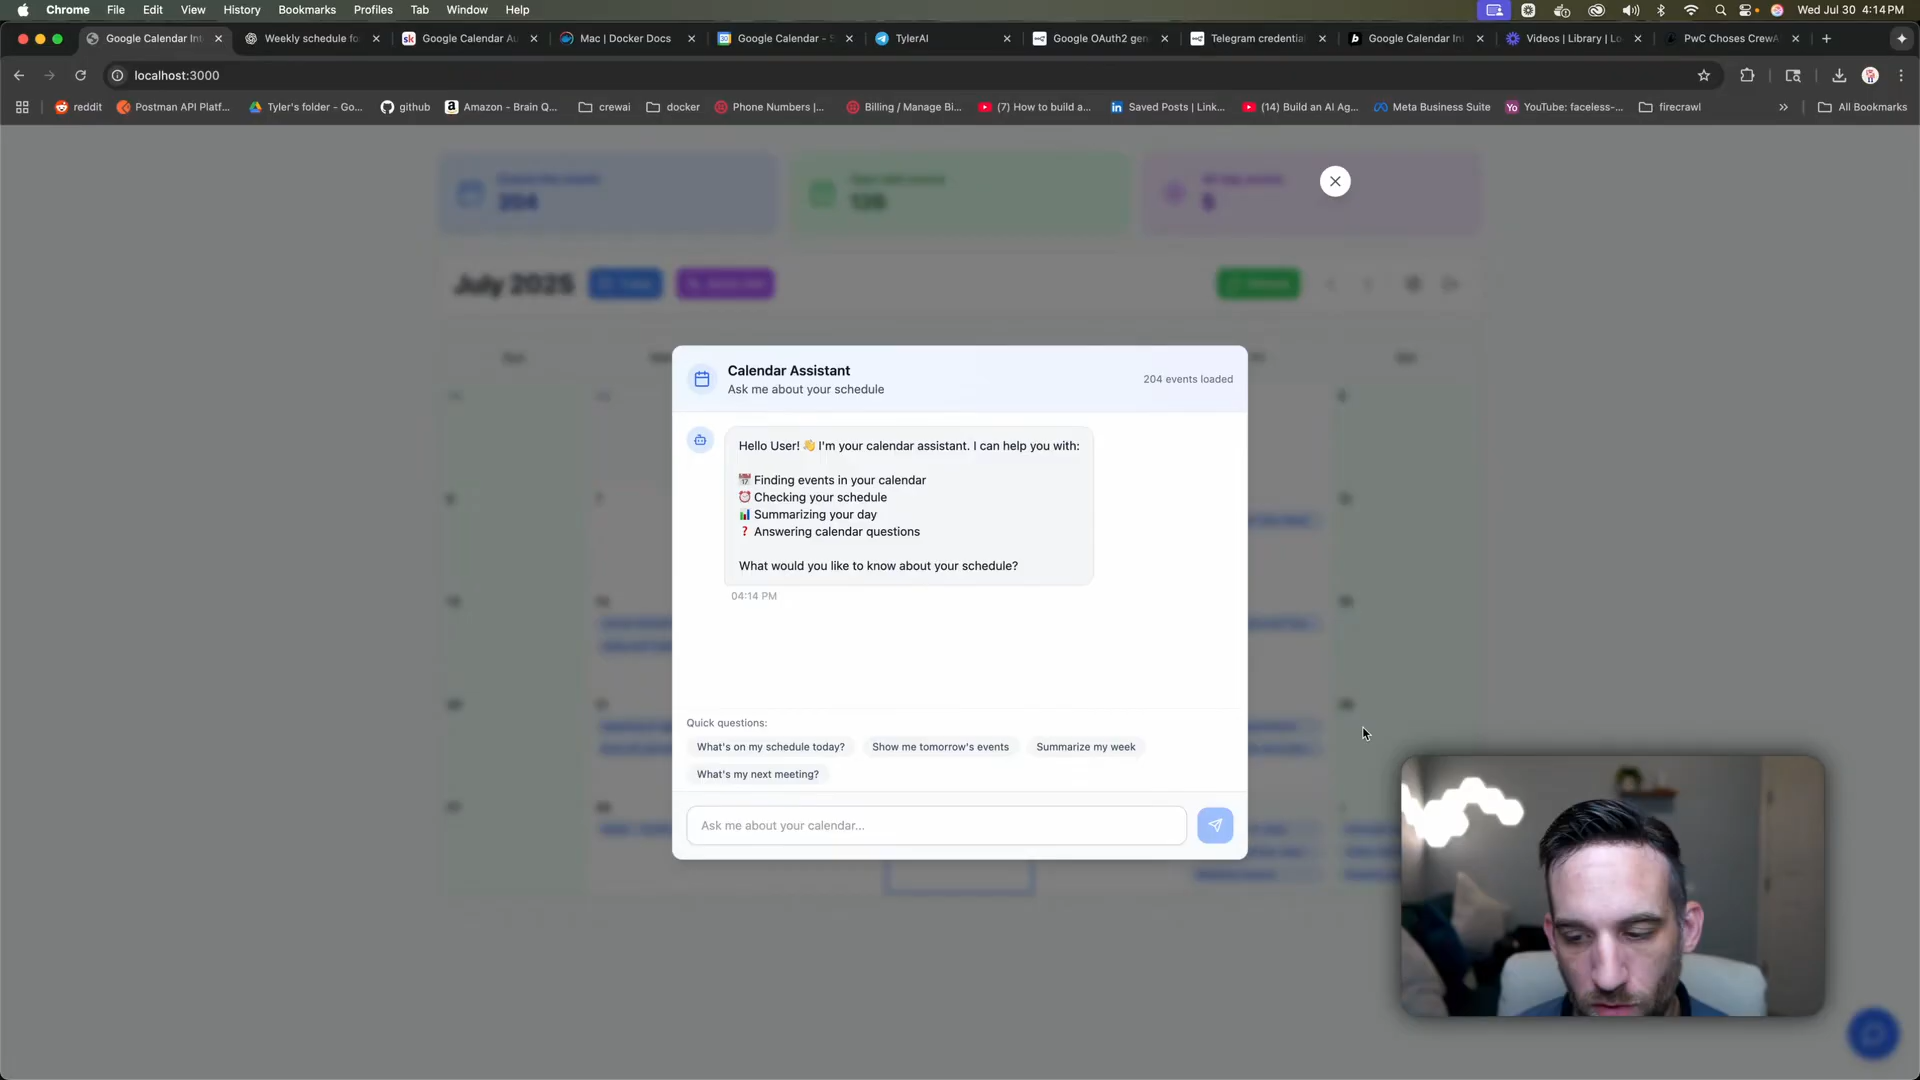 Chrome File Edit View History Bookmarks Profiles Tab Window Help Wed Jul 30 4:14 PM
Google Calendar Int Weekly schedule fo Google Calendar Au Mac | Docker Docs Google Calendar - S TylerAI Google OAuth2 gen Telegram credentia Google Calendar In Videos | Library | Lo PwC Choses CrewA
localhost:3000
reddit Postman API Platf... Tyler's folder - Go... github Amazon - Brain Q... crewai docker Phone Numbers |... Billing / Manage Bi... (7) How to build a... Saved Posts | Link... (14) Build an AI Ag... Meta Business Suite YouTube: faceless-... firecrawl » All Bookmarks
204
5
July 2025
Calendar Assistant
Ask me about your schedule
204 events loaded
Hello User! 👋 I'm your calendar assistant. I can help you with:
📅 Finding events in your calendar
⏰ Checking your schedule
📊 Summarizing your day
❓ Answering calendar questions
What would you like to know about your schedule?
04:14 PM
Quick questions:
What's on my schedule today? Show me tomorrow's events Summarize my week
What's my next meeting?
Ask me about your calendar...